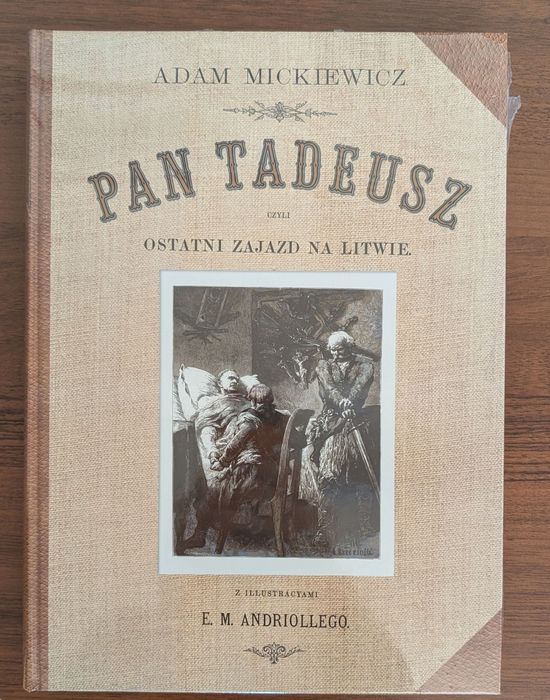 ADAM MICKIEWICZ
PAN TADEUSZ
CZYLI
OSTATNI ZAJAZD NA LITWIE.
Z ILLUSTRACYAMI
E. M. ANDRIOLLEGO.